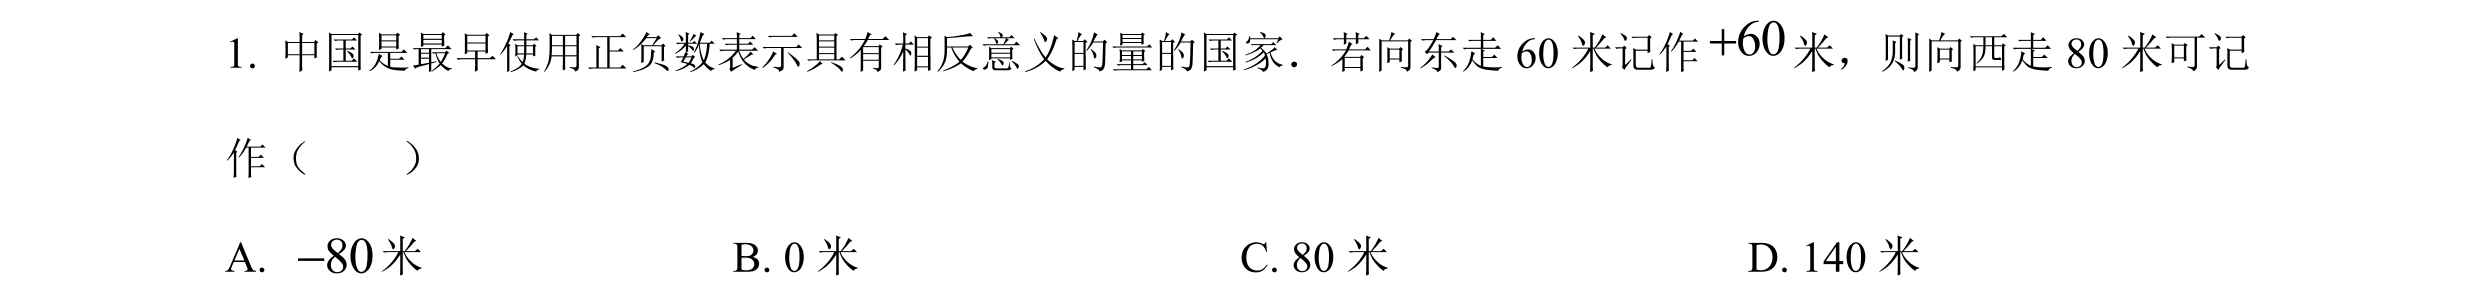 1. 中国是最早使用正负数表示具有相反意义的量的国家．若向东走 60 米记作 +60 米，则向西走 80 米可记
作（　　）
A. −80 米 B. 0 米 C. 80 米 D. 140 米